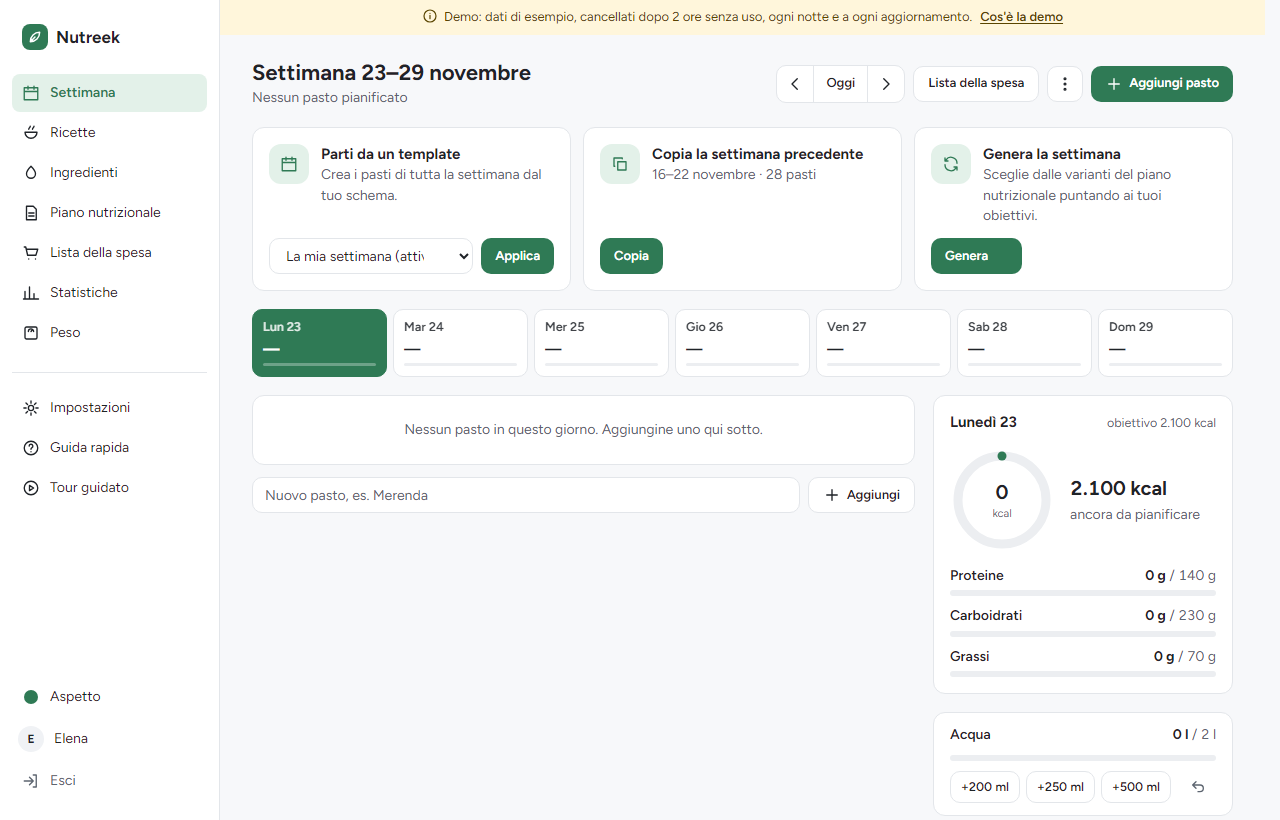 Nutreek
Settimana
Ricette
Ingredienti
Piano nutrizionale
Lista della spesa
Statistiche
Peso
Impostazioni
Guida rapida
Tour guidato
Aspetto
E Elena
Esci
Demo: dati di esempio, cancellati dopo 2 ore senza uso, ogni notte e a ogni aggiornamento. Cos'è la demo
Settimana 23–29 novembre
Nessun pasto pianificato
Oggi
Lista della spesa
Aggiungi pasto
Parti da un template
Crea i pasti di tutta la settimana dal
tuo schema.
La mia settimana (attiv
Applica
Copia la settimana precedente
16–22 novembre · 28 pasti
Copia
Genera la settimana
Sceglie dalle varianti del piano
nutrizionale puntando ai tuoi
obiettivi.
Genera
Lun 23
—
Mar 24
—
Mer 25
—
Gio 26
—
Ven 27
—
Sab 28
—
Dom 29
—
Nessun pasto in questo giorno. Aggiungine uno qui sotto.
Nuovo pasto, es. Merenda
Aggiungi
Lunedì 23
obiettivo 2.100 kcal
0
kcal
2.100 kcal
ancora da pianificare
Proteine 0 g / 140 g
Carboidrati 0 g / 230 g
Grassi 0 g / 70 g
Acqua 0 l / 2 l
+200 ml
+250 ml
+500 ml